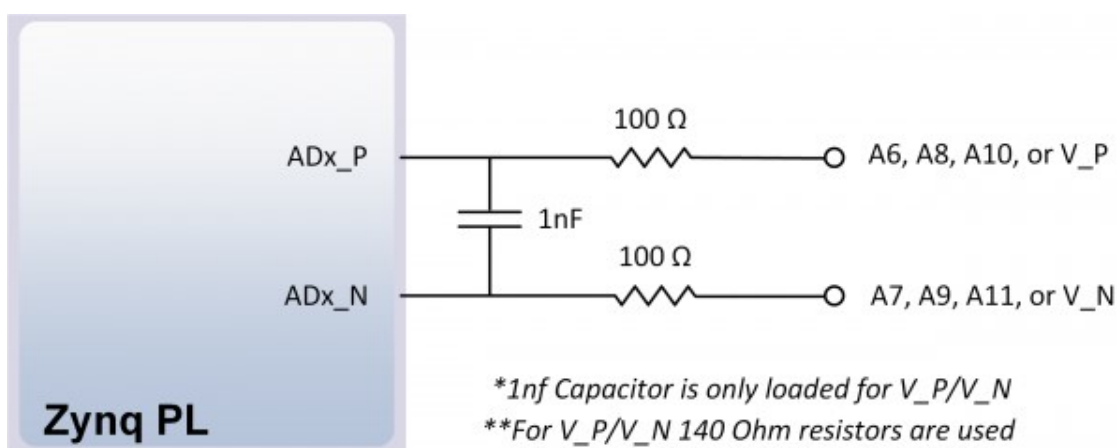 100 Ω
ADx_P
A6, A8, A10, or V_P
1nF
100 Ω
ADx_N
A7, A9, A11, or V_N
*1nf Capacitor is only loaded for V_P/V_N
Zynq PL
**For V_P/V_N 140 Ohm resistors are used